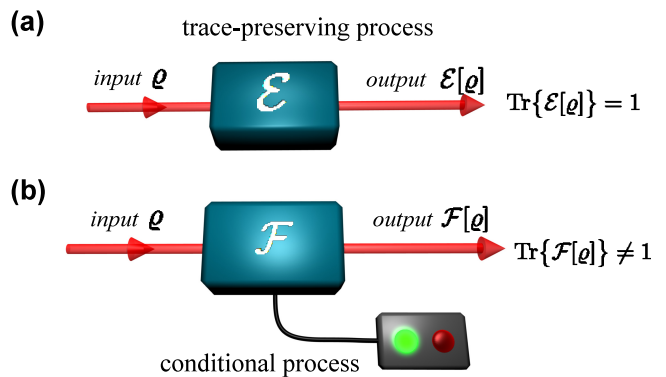 (a)
trace-preserving process
input ϱ
ℰ
output ℰ[ϱ]
Tr{ℰ[ϱ]} = 1
(b)
input ϱ
ℱ
output ℱ[ϱ]
Tr{ℱ[ϱ]} ≠ 1
conditional process